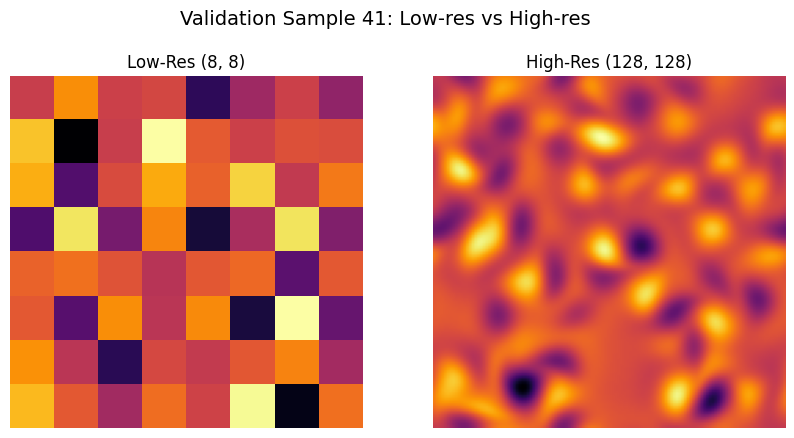 Validation Sample 41: Low-res vs High-res
Low-Res (8, 8)
High-Res (128, 128)